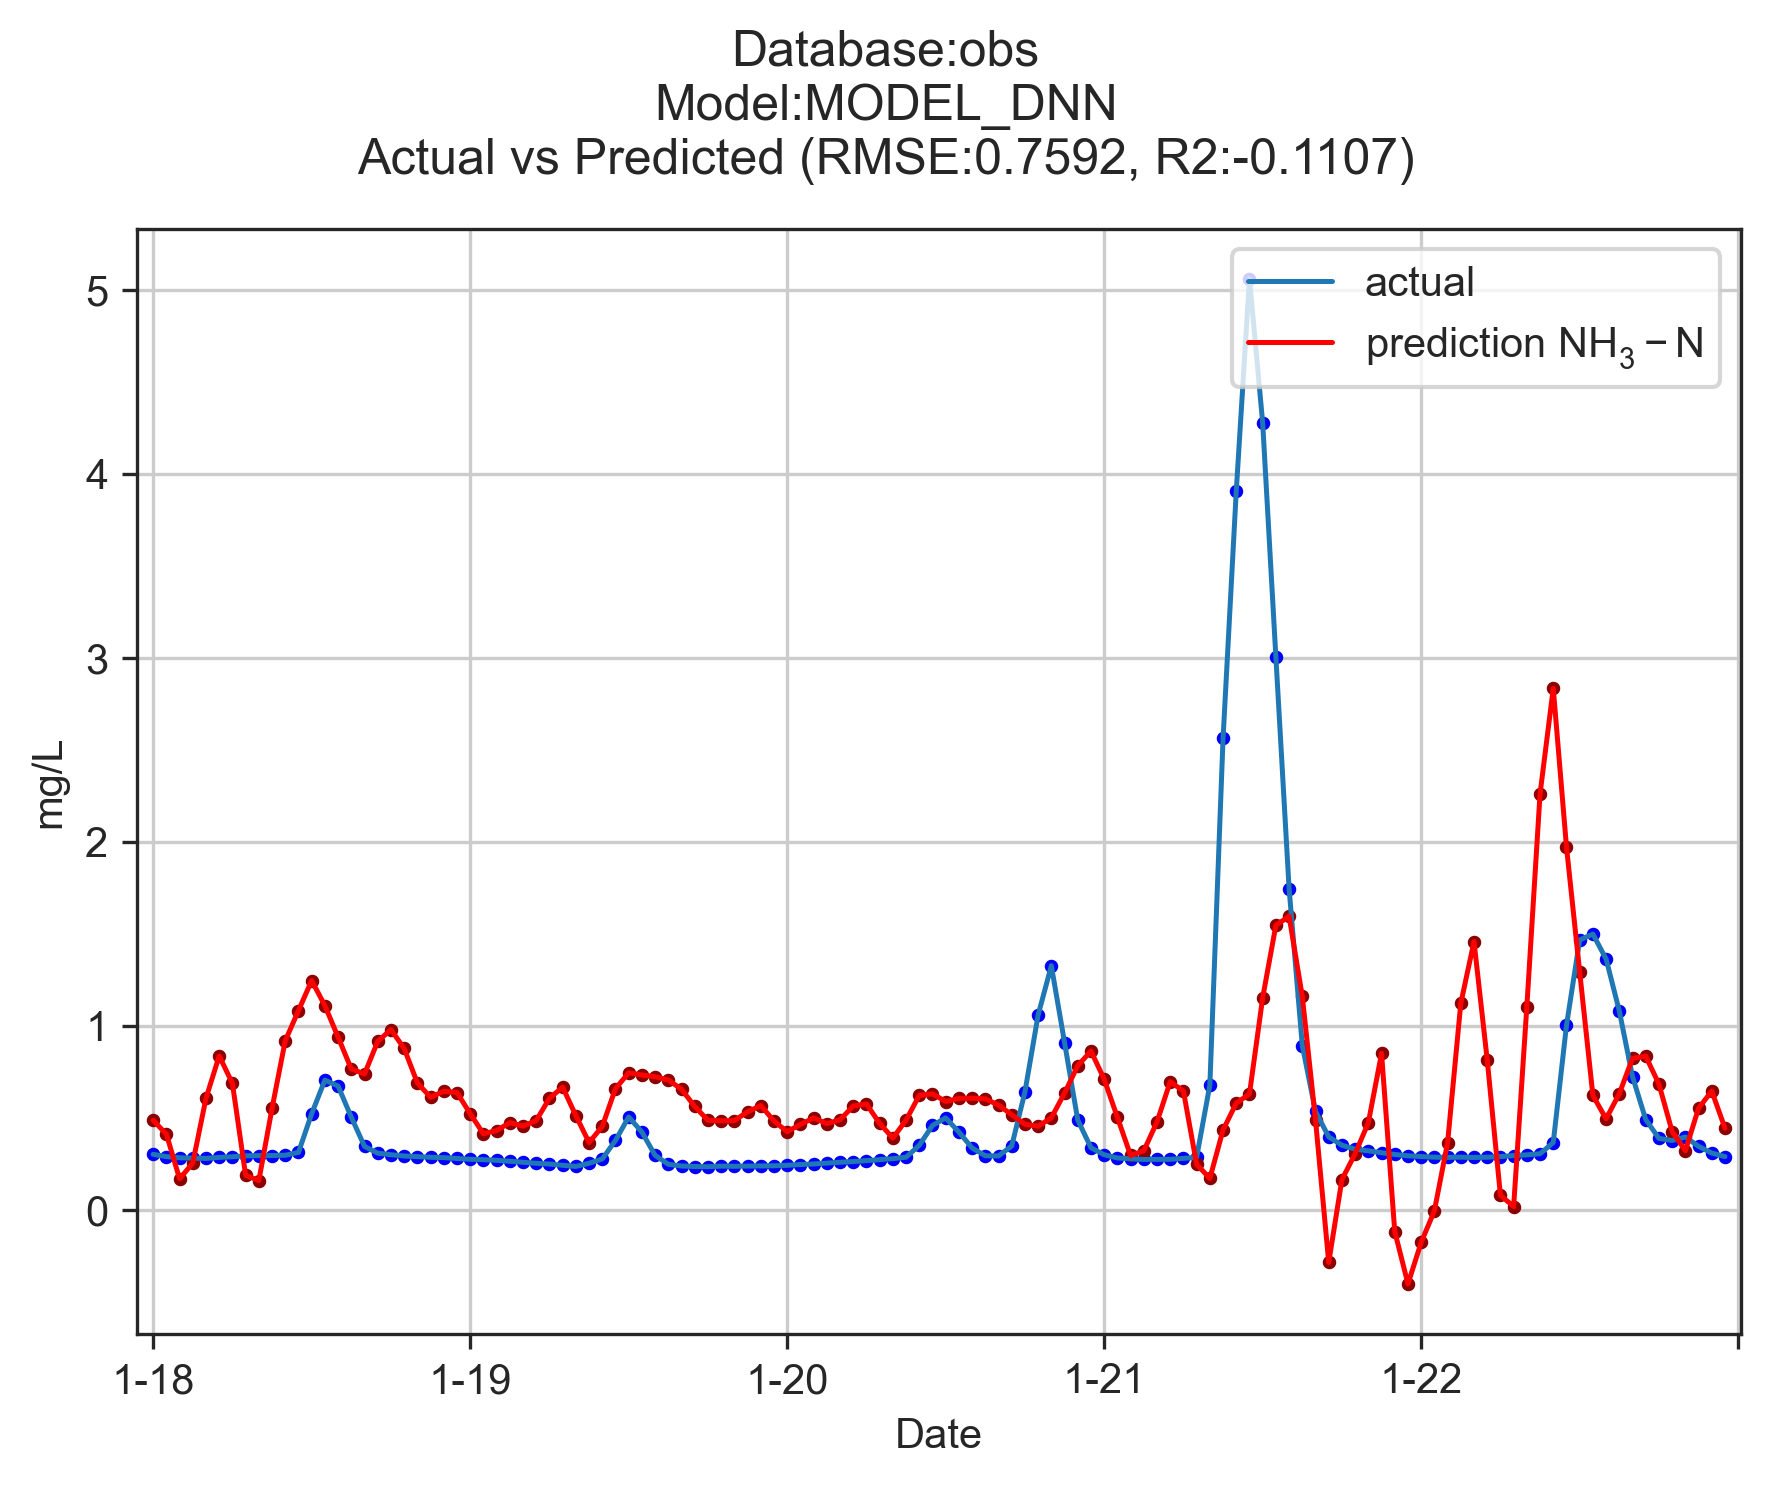 Database:obs
Model:MODEL_DNN
Actual vs Predicted (RMSE:0.7592, R2:-0.1107)
actual
prediction NH₃ − N
5
4
3
2
1
0
mg/L
1-18 1-19 1-20 1-21 1-22
Date